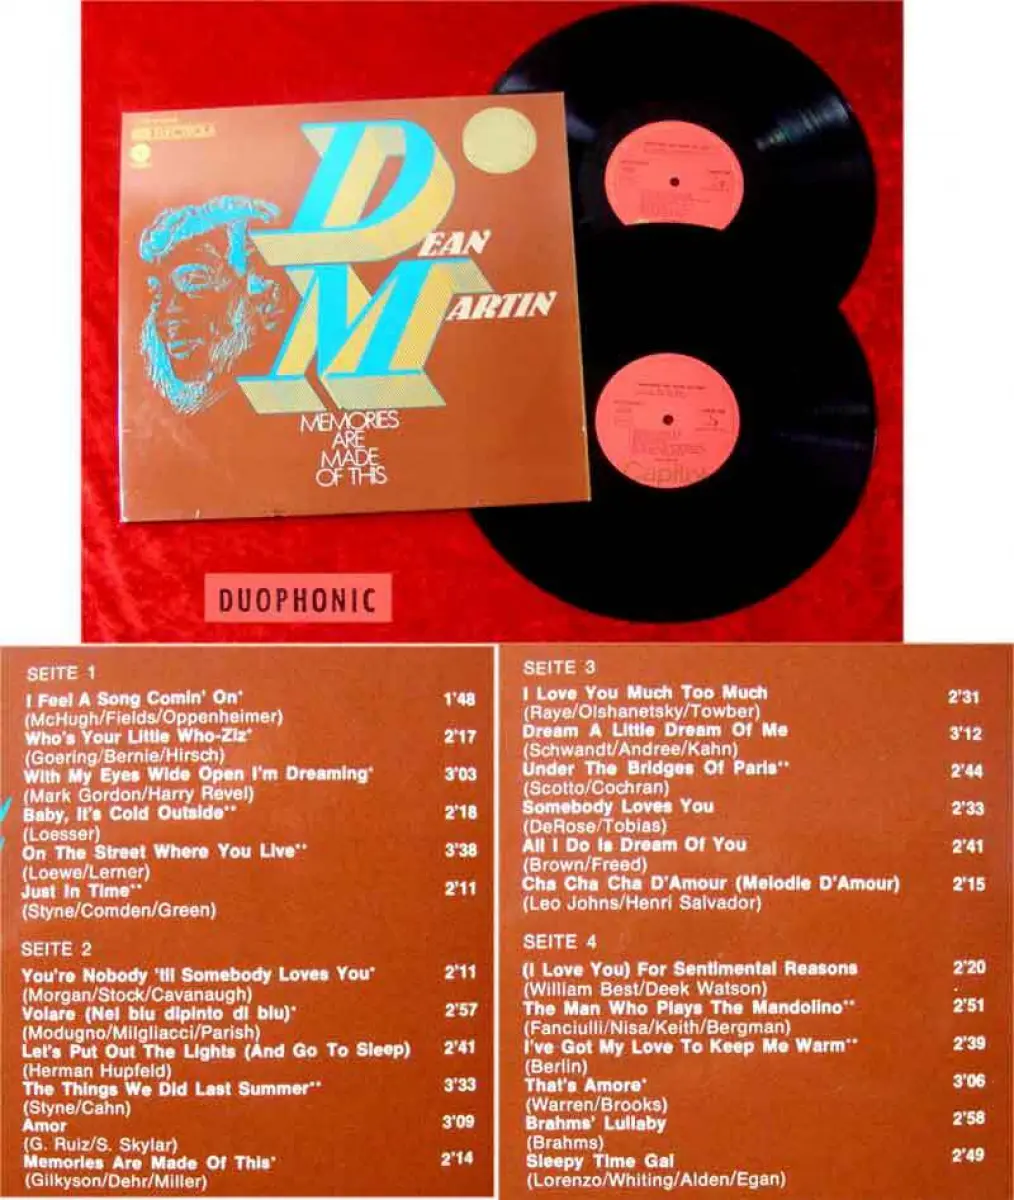 ELECTROLA
DEAN
MARTIN
MEMORIES
ARE
MADE
OF THIS
Capitol
DUOPHONIC
SEITE 1
I Feel A Song Comin' On* 1'48
(McHugh/Fields/Oppenheimer)
Who's Your Little Who-Ziz* 2'17
(Goering/Bernie/Hirsch)
With My Eyes Wide Open I'm Dreaming* 3'03
(Mark Gordon/Harry Revel)
Baby, It's Cold Outside** 2'18
(Loesser)
On The Street Where You Live** 3'38
(Loewe/Lerner)
Just In Time** 2'11
(Styne/Comden/Green)
SEITE 2
You're Nobody 'til Somebody Loves You* 2'11
(Morgan/Stock/Cavanaugh)
Volare (Nel blu dipinto di blu)* 2'57
(Modugno/Milgliacci/Parish)
Let's Put Out The Lights (And Go To Sleep) 2'41
(Herman Hupfeld)
The Things We Did Last Summer** 3'33
(Styne/Cahn)
Amor 3'09
(G. Ruiz/S. Skylar)
Memories Are Made Of This* 2'14
(Gilkyson/Dehr/Miller)
SEITE 3
I Love You Much Too Much 2'31
(Raye/Olshanetsky/Towber)
Dream A Little Dream Of Me 3'12
(Schwandt/Andree/Kahn)
Under The Bridges Of Paris** 2'44
(Scotto/Cochran)
Somebody Loves You 2'33
(DeRose/Tobias)
All I Do Is Dream Of You 2'41
(Brown/Freed)
Cha Cha Cha D'Amour (Melodie D'Amour) 2'15
(Leo Johns/Henri Salvador)
SEITE 4
(I Love You) For Sentimental Reasons 2'20
(William Best/Deek Watson)
The Man Who Plays The Mandolino** 2'51
(Fanciulli/Nisa/Keith/Bergman)
I've Got My Love To Keep Me Warm** 2'39
(Berlin)
That's Amore* 3'06
(Warren/Brooks)
Brahms' Lullaby 2'58
(Brahms)
Sleepy Time Gal 2'49
(Lorenzo/Whiting/Alden/Egan)